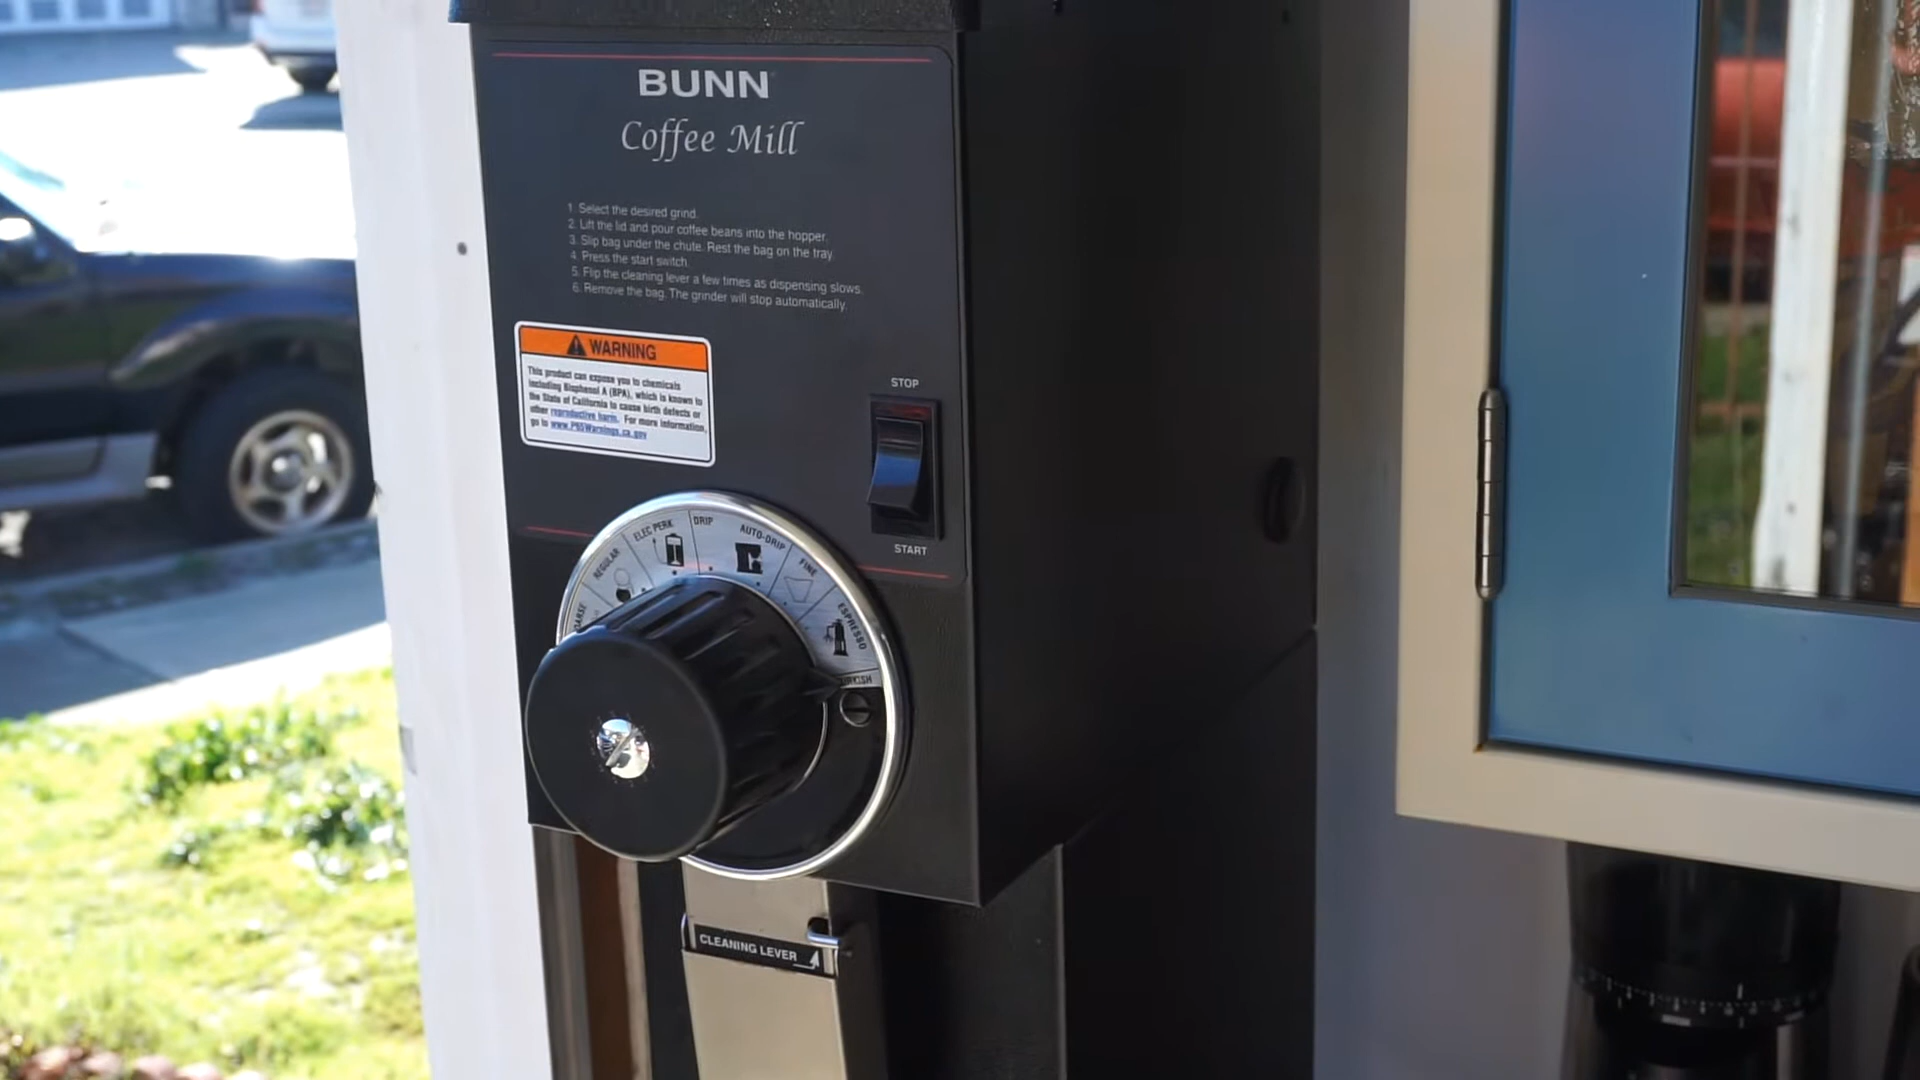 BUNN
Coffee Mill
1. Select the desired grind.
2. Lift the lid and pour coffee beans into the hopper.
3. Slip bag under the chute. Rest the bag on the tray.
4. Press the start switch.
5. Flip the cleaning lever a few times as dispensing slows.
6. Remove the bag. The grinder will stop automatically.
WARNING
This product can expose you to chemicals
including Bisphenol A (BPA), which is known to
the State of California to cause birth defects or
other reproductive harm. For more information,
go to www.P65Warnings.ca.gov
STOP
START
REGULAR
ELEC PERK
DRIP
AUTO-DRIP
FINE
ESPRESSO
CLEANING LEVER